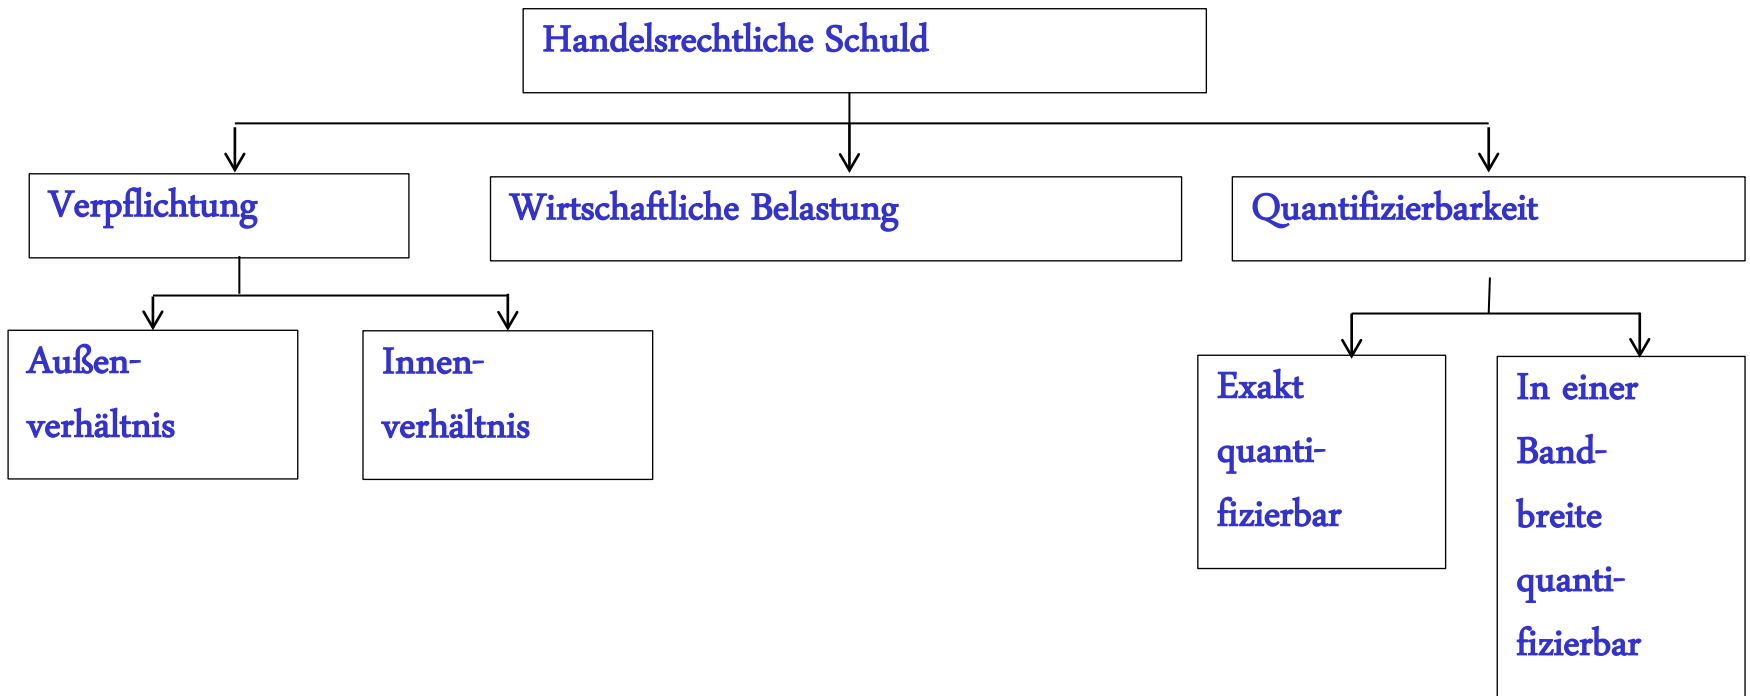 Handelsrechtliche Schuld
Verpflichtung
Wirtschaftliche Belastung
Quantifizierbarkeit
Außen-
verhältnis
Innen-
verhältnis
Exakt
quanti-
fizierbar
In einer
Band-
breite
quanti-
fizierbar